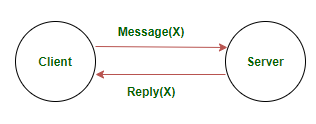 Message(X)
Client
Server
Reply(X)